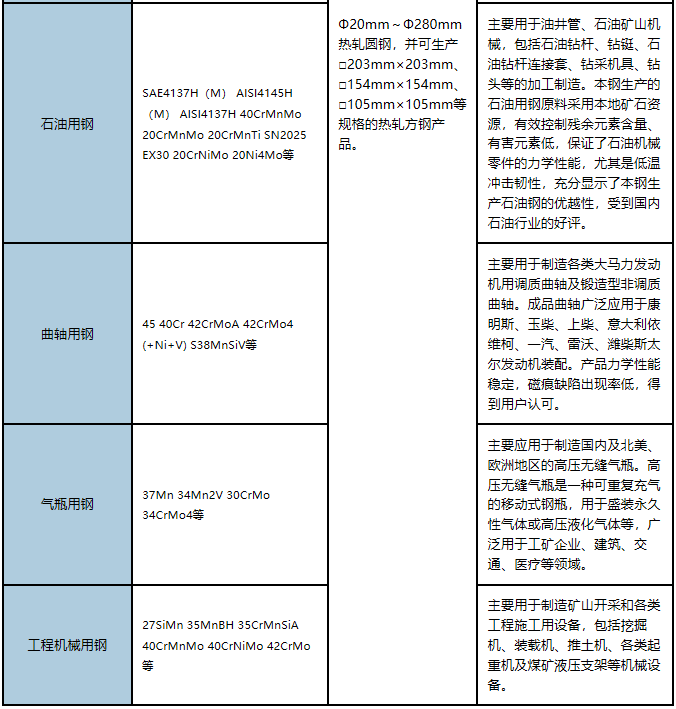 石油用钢
SAE4137H（M） AISI4145H
（M） AISI4137H 40CrMnMo
20CrMnMo 20CrMnTi SN2025
EX30 20CrNiMo 20Ni4Mo等
Φ20mm～Φ280mm
热轧圆钢，并可生产
□203mm×203mm、
□154mm×154mm、
□105mm×105mm等
规格的热轧方钢产
品。
主要用于油井管、石油矿山机
械，包括石油钻杆、钻铤、石
油钻杆连接套、钻采机具、钻
头等的加工制造。本钢生产的
石油用钢原料采用本地矿石资
源，有效控制残余元素含量、
有害元素低，保证了石油机械
零件的力学性能，尤其是低温
冲击韧性，充分显示了本钢生
产石油钢的优越性，受到国内
石油行业的好评。
曲轴用钢
45 40Cr 42CrMoA 42CrMo4
(+Ni+V) S38MnSiV等
主要用于制造各类大马力发动
机用调质曲轴及锻造型非调质
曲轴。成品曲轴广泛应用于康
明斯、玉柴、上柴、意大利依
维柯、一汽、雷沃、潍柴斯太
尔发动机装配。产品力学性能
稳定，磁痕缺陷出现率低，得
到用户认可。
气瓶用钢
37Mn 34Mn2V 30CrMo
34CrMo4等
主要应用于制造国内及北美、
欧洲地区的高压无缝气瓶。高
压无缝气瓶是一种可重复充气
的移动式钢瓶，用于盛装永久
性气体或高压液化气体等，广
泛用于工矿企业、建筑、交
通、医疗等领域。
工程机械用钢
27SiMn 35MnBH 35CrMnSiA
40CrMnMo 40CrNiMo 42CrMo
等
主要用于制造矿山开采和各类
工程施工用设备，包括挖掘
机、装载机、推土机、各类起
重机及煤矿液压支架等机械设
备。